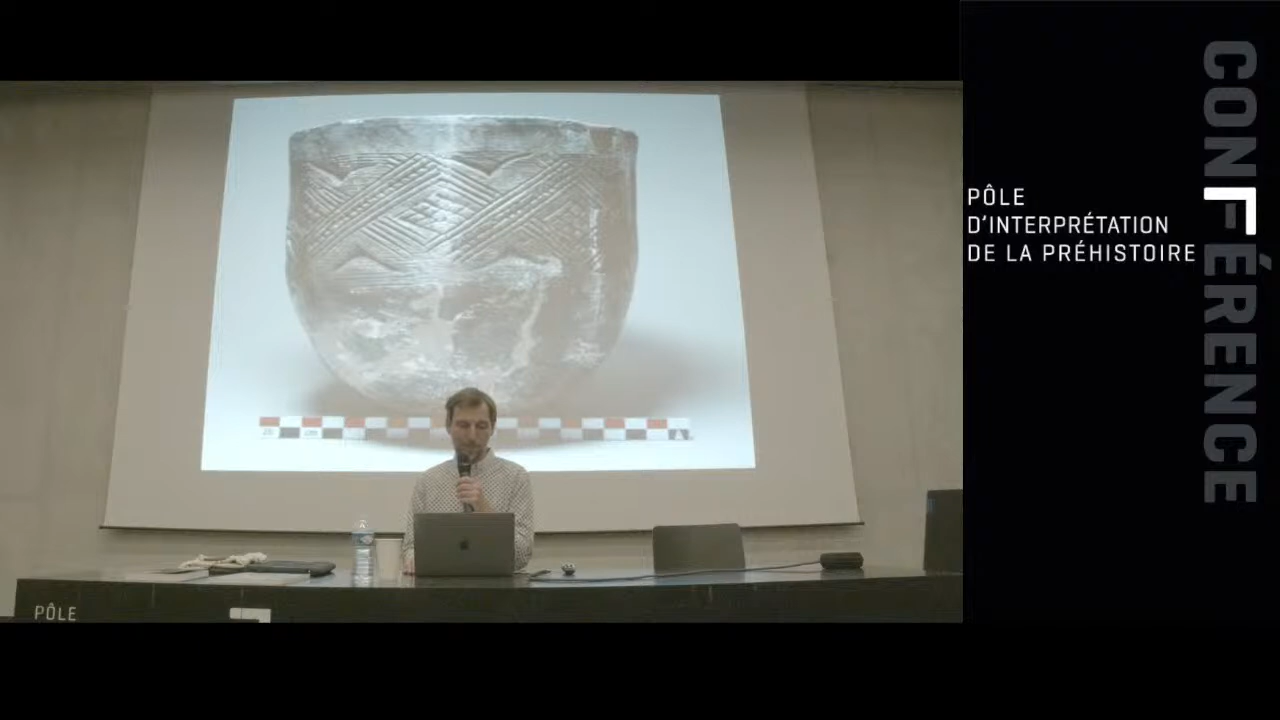 PÔLE
D'INTERPRÉTATION
DE LA PRÉHISTOIRE
CONFÉRENCE
PÔLE